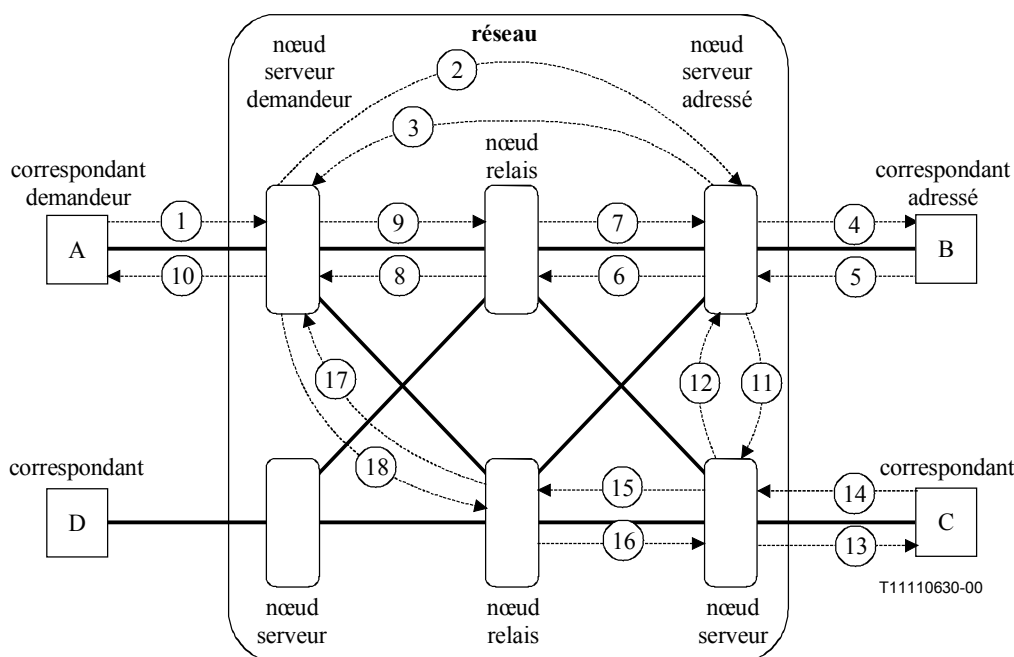 réseau
nœud
serveur
demandeur
2
nœud
serveur
adressé
3
nœud
relais
correspondant
demandeur
correspondant
adressé
1
9
7
4
A
B
10
8
6
5
17
12
11
18
correspondant
correspondant
15
14
D
C
16
13
T11110630-00
nœud
serveur
nœud
relais
nœud
serveur